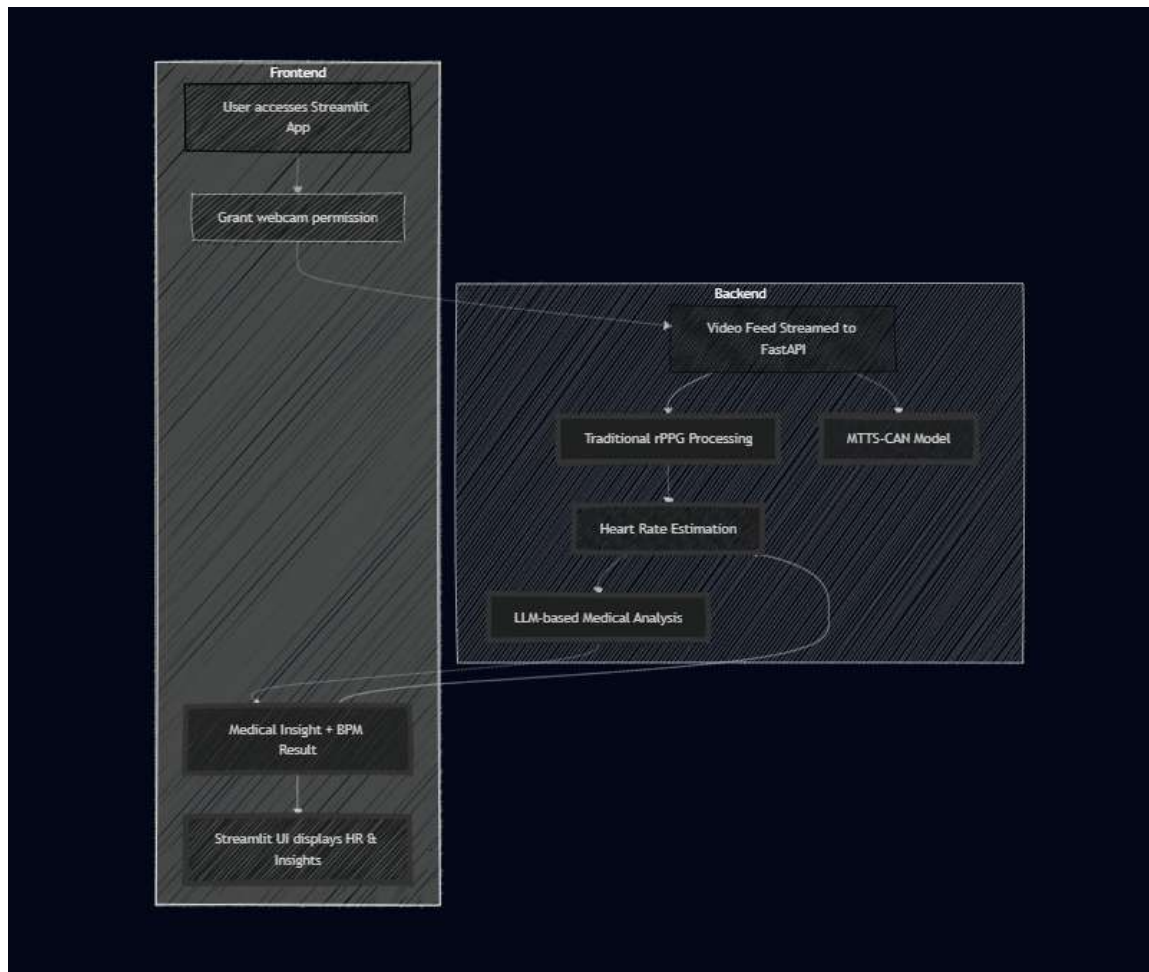 Frontend
User accesses Streamlit
App
Grant webcam permission
Backend
Video Feed Streamed to
FastAPI
Traditional rPPG Processing
MTTS-CAN Model
Heart Rate Estimation
LLM-based Medical Analysis
Medical Insight + BPM
Result
Streamlit UI displays HR &
Insights